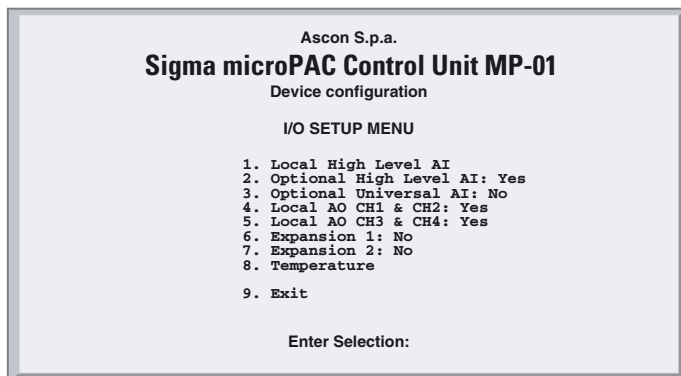 Ascon S.p.a.
Sigma microPAC Control Unit MP-01
Device configuration
I/O SETUP MENU
1. Local High Level AI
2. Optional High Level AI: Yes
3. Optional Universal AI: No
4. Local AO CH1 & CH2: Yes
5. Local AO CH3 & CH4: Yes
6. Expansion 1: No
7. Expansion 2: No
8. Temperature
9. Exit
Enter Selection: